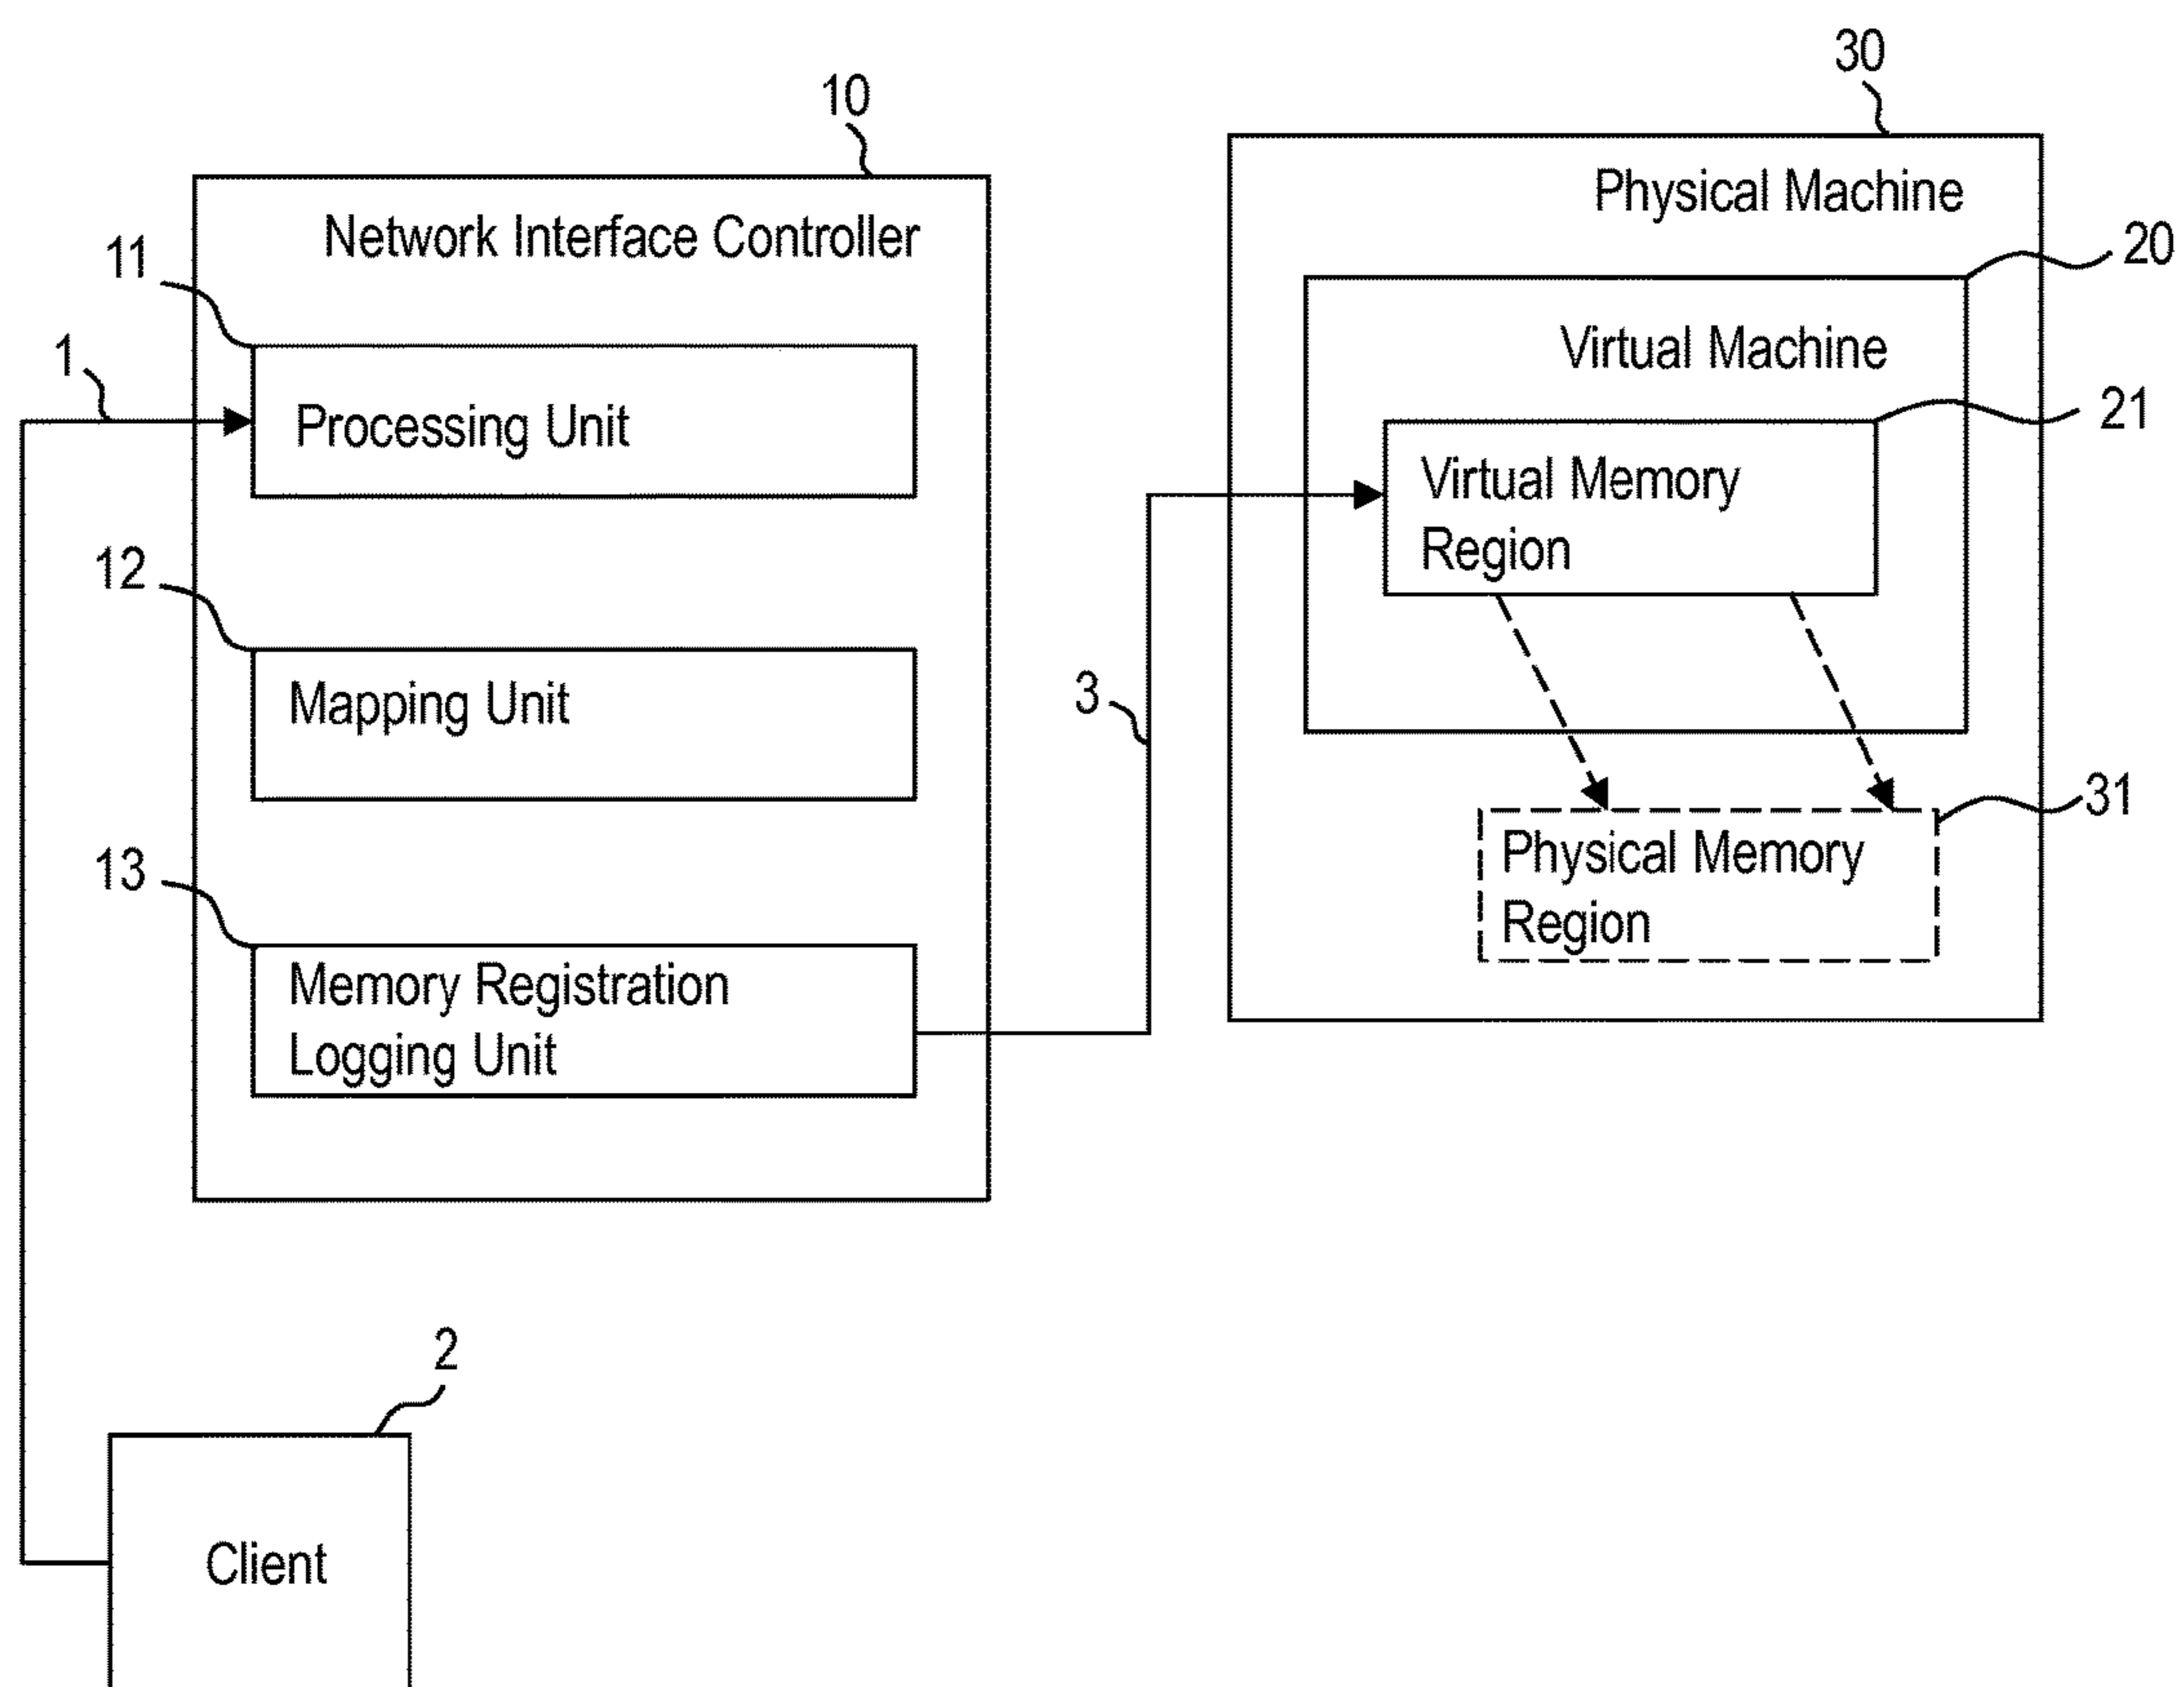 30
10
Physical Machine
Network Interface Controller
20
11
Virtual Machine
1
21
Processing Unit
Virtual Memory
Region
12
Mapping Unit
3
31
Physical Memory
Region
13
Memory Registration
Logging Unit
2
Client